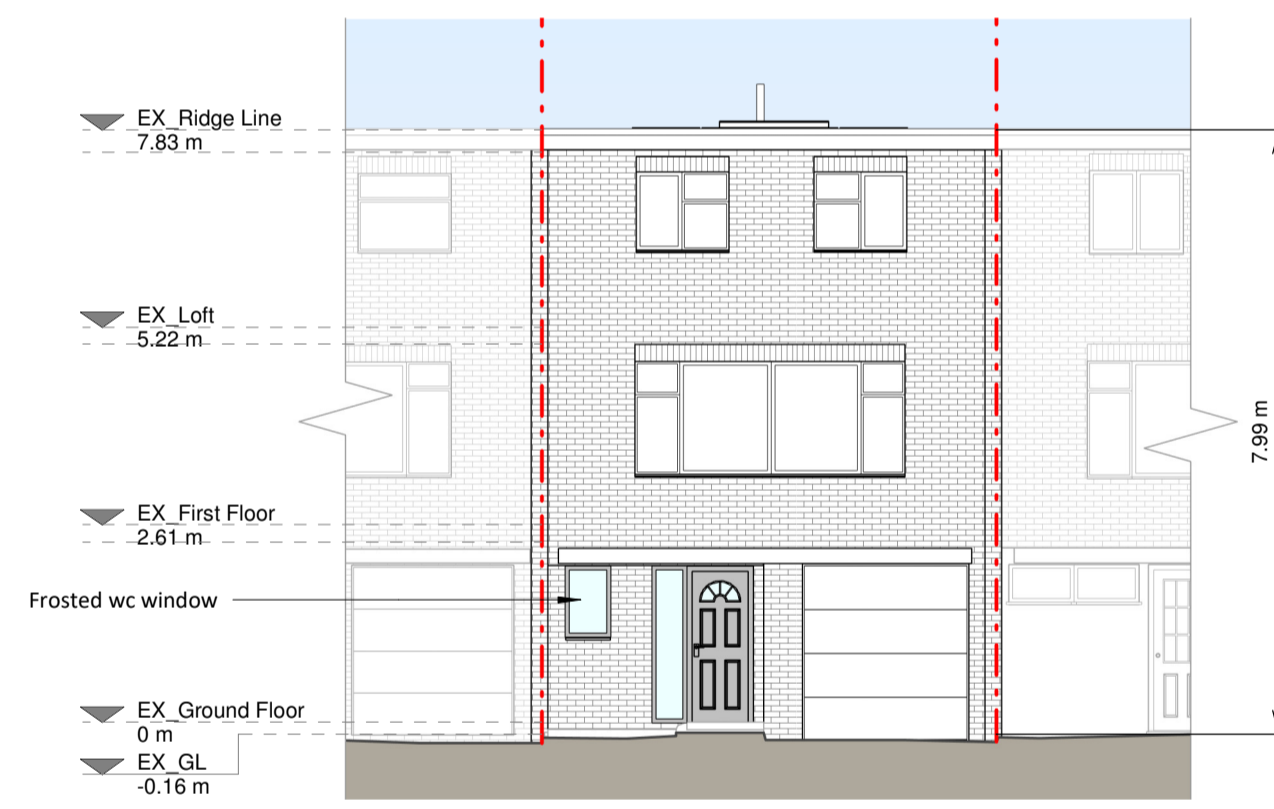 EX_Ridge Line
7.83 m
EX_Loft
5.22 m
7.99 m
EX_First Floor
2.61 m
Frosted wc window
EX_Ground Floor
0 m
EX_GL
-0.16 m